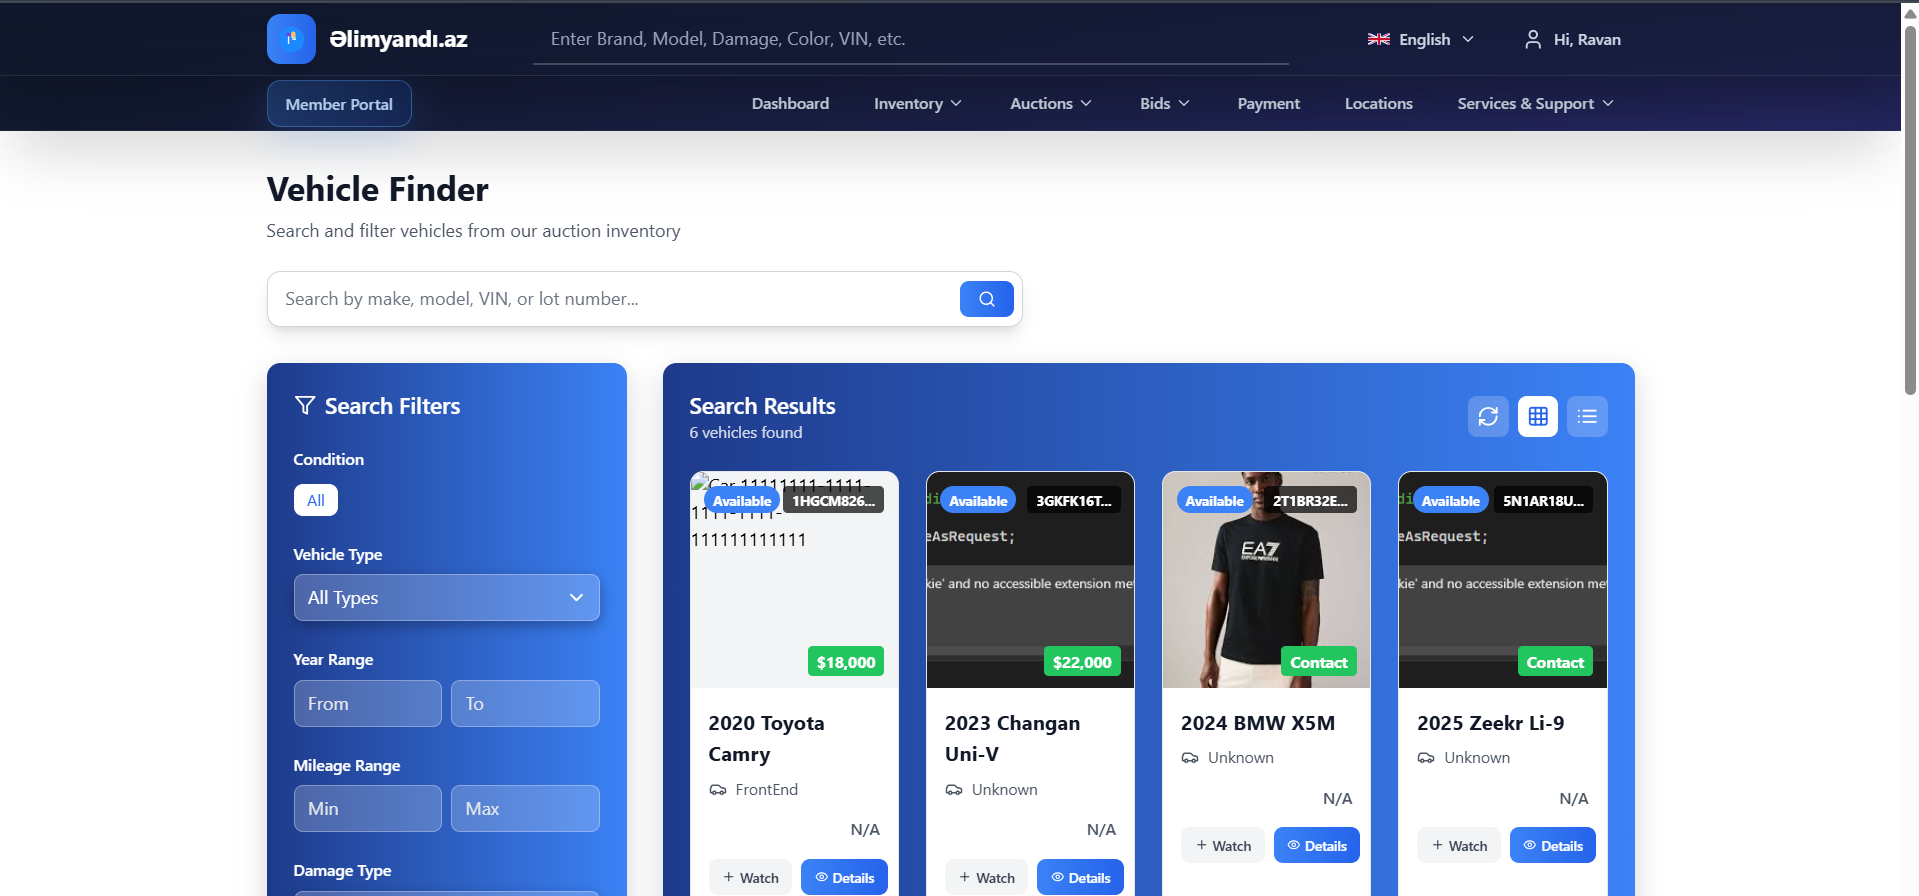 Əlimyandı.az
Enter Brand, Model, Damage, Color, VIN, etc.
English
Hi, Ravan
Member Portal
Dashboard
Inventory
Auctions
Bids
Payment
Locations
Services & Support
Vehicle Finder
Search and filter vehicles from our auction inventory
Search by make, model, VIN, or lot number...
Search Filters
Condition
All
Vehicle Type
All Types
Year Range
From To
Mileage Range
Min Max
Damage Type
Search Results
6 vehicles found
Car 11111111-1111-
1111-1111-
111111111111
Available 1HGCM826...
$18,000
2020 Toyota
Camry
FrontEnd
N/A
+ Watch Details
Available 3GKFK16T...
eAsRequest;
kie' and no accessible extension me
$22,000
2023 Changan
Uni-V
Unknown
N/A
+ Watch Details
Available 2T1BR32E...
EA7
Contact
2024 BMW X5M
Unknown
N/A
+ Watch Details
Available 5N1AR18U...
eAsRequest;
kie' and no accessible extension me
Contact
2025 Zeekr Li-9
Unknown
N/A
+ Watch Details